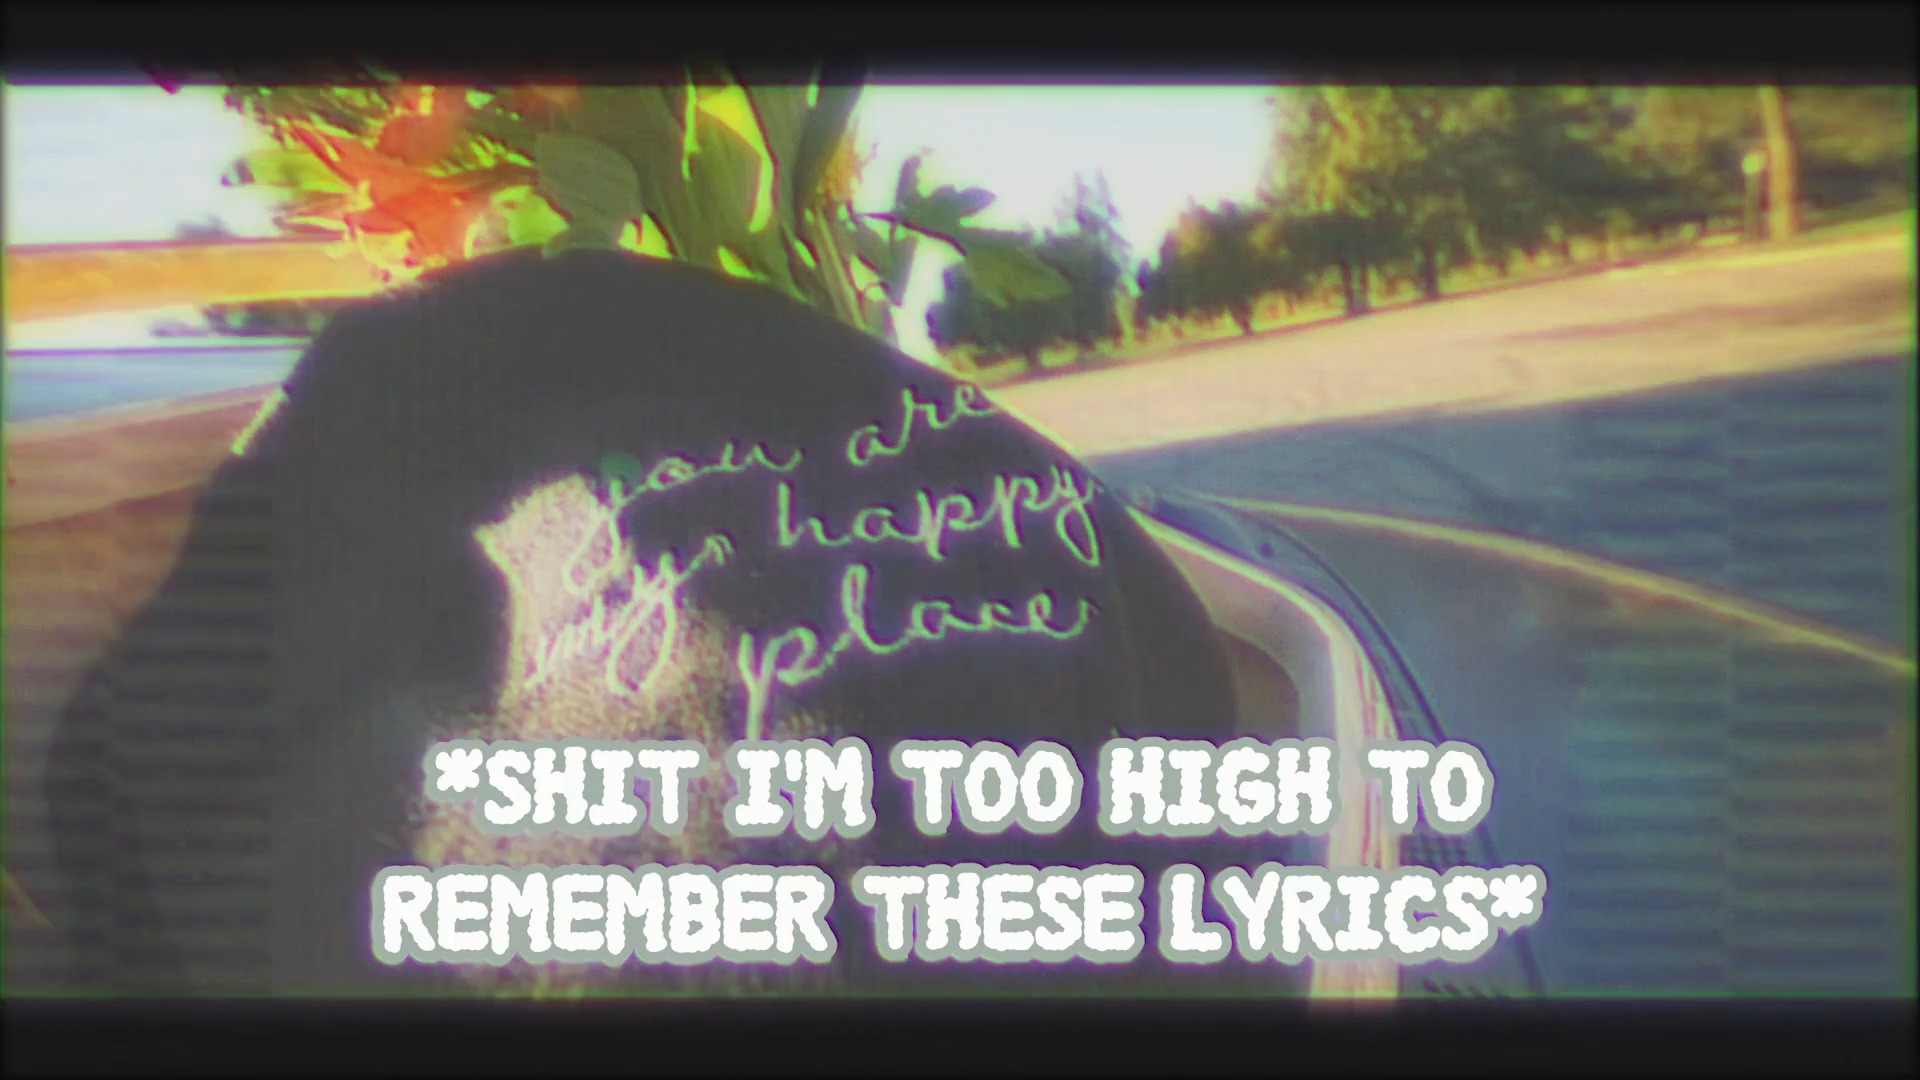 you are
my happy
place
*SHIT I'M TOO HIGH TO
REMEMBER THESE LYRICS*